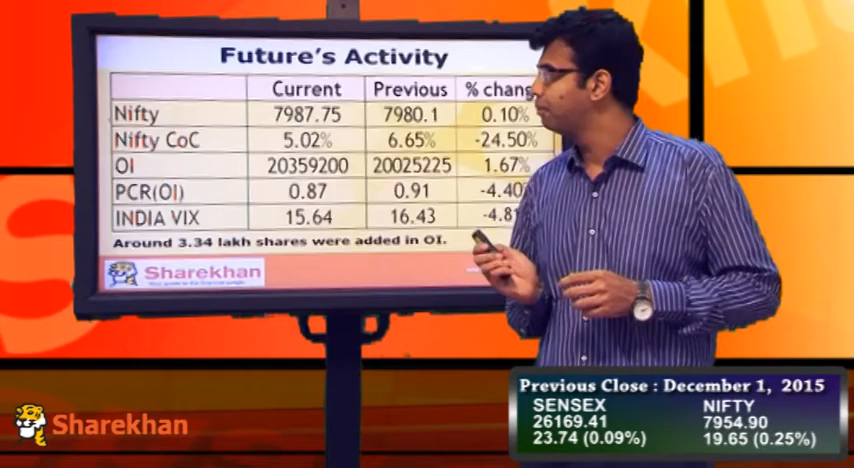 Future's Activity
Current Previous % chang
Nifty 7987.75 7980.1 0.10%
Nifty CoC 5.02% 6.65% -24.50%
OI 20359200 20025225 1.67%
PCR(OI) 0.87 0.91 -4.40
INDIA VIX 15.64 16.43 -4.81
Around 3.34 lakh shares were added in OI.
Sharekhan
Previous Close : December 1, 2015
SENSEX NIFTY
26169.41 7954.90
23.74 (0.09%) 19.65 (0.25%)
Sharekhan